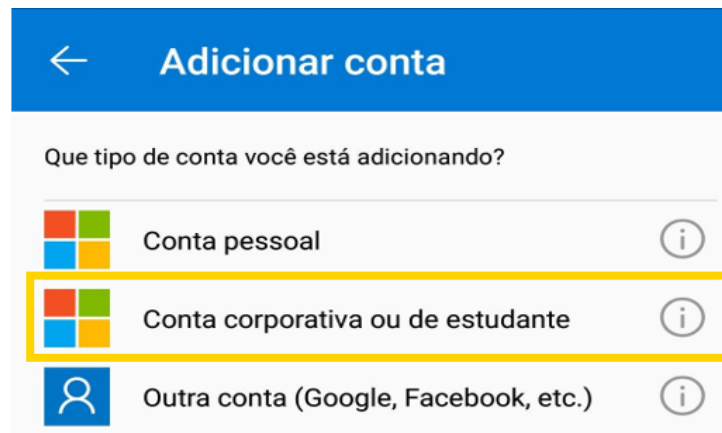 Adicionar conta
Que tipo de conta você está adicionando?
Conta pessoal
Conta corporativa ou de estudante
Outra conta (Google, Facebook, etc.)